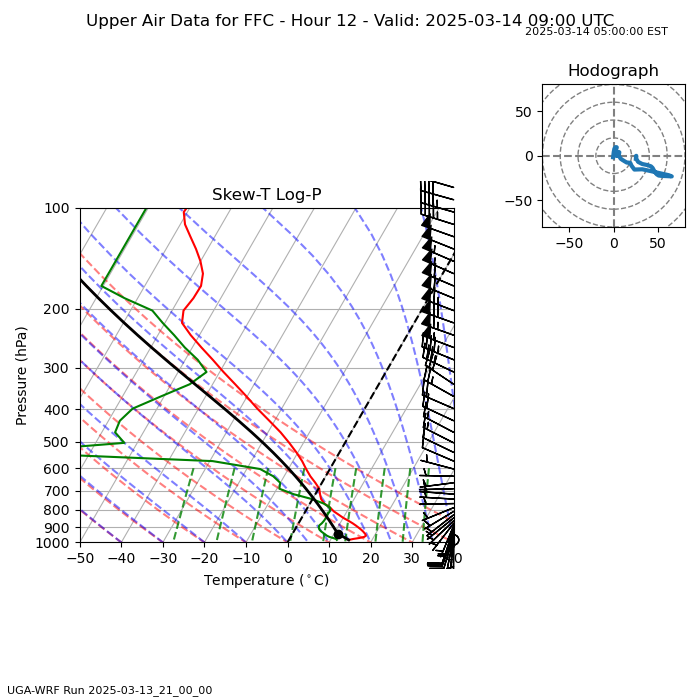 Upper Air Data for FFC - Hour 12 - Valid: 2025-03-14 09:00 UTC
2025-03-14 05:00:00 EST
Hodograph
50
0
−50
−50 0 50
Skew-T Log-P
100
200
300
400
500
600
700
800
900
1000
Pressure (hPa)
−50 −40 −30 −20 −10 0 10 20 30 40
Temperature (°C)
UGA-WRF Run 2025-03-13_21_00_00